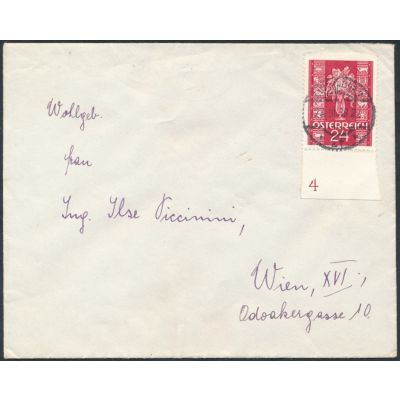 ÖSTERREICH
24
4
Wohlgeb.
Frau
Ing. Ilse Piccinini,
Wien, XVI.,
Odoakergasse 10.